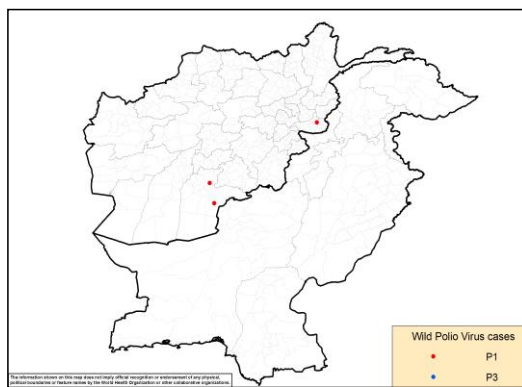 The information shown on this map does not imply official recognition or endorsement of any physical,
political boundaries or feature names by the World Health Organization or other collaborative organizations.
Wild Polio Virus cases
P1
P3